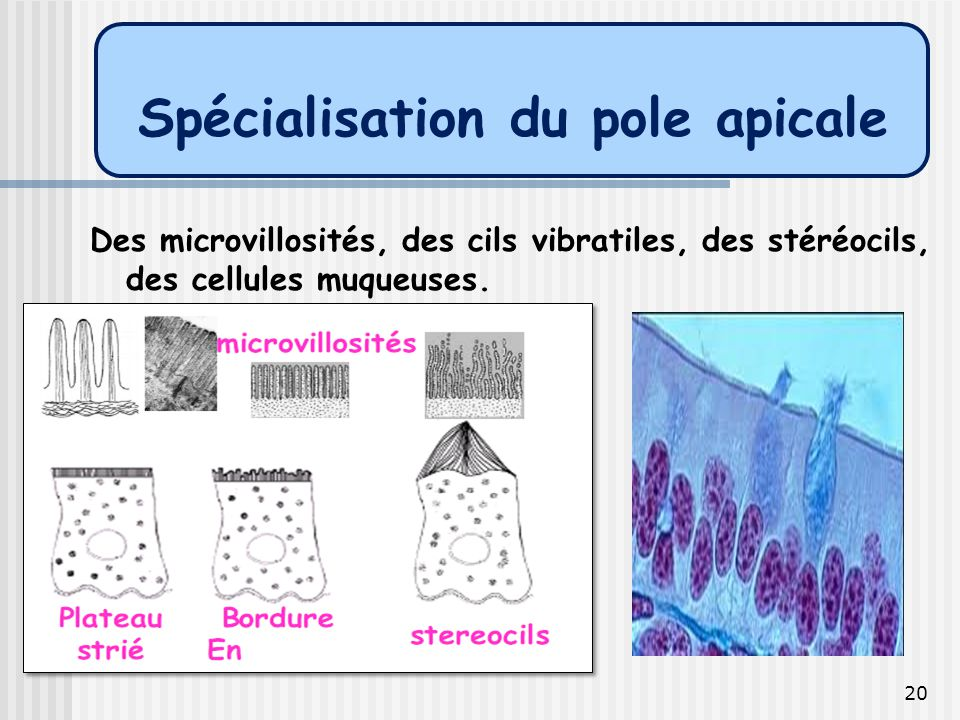 Spécialisation du pole apicale
Des microvillosités, des cils vibratiles, des stéréocils,
des cellules muqueuses.
microvillosités
Plateau
strié
Bordure
En
stereocils
20